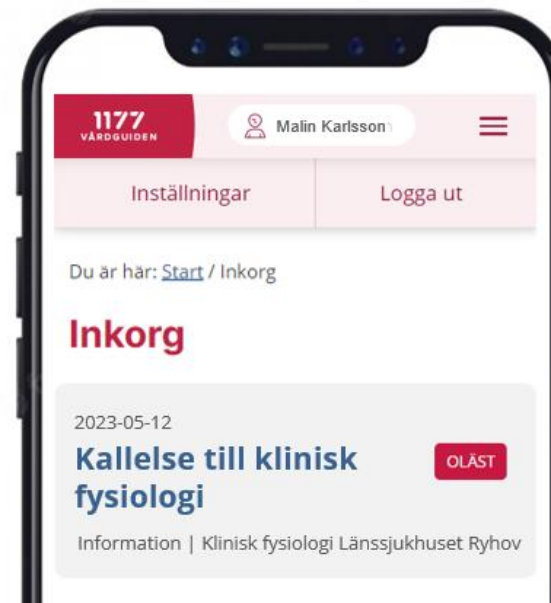 1177
VÅRDGUIDEN
Malin Karlsson
Inställningar
Logga ut
Du är här: Start / Inkorg
Inkorg
2023-05-12
Kallelse till klinisk
fysiologi
OLÄST
Information | Klinisk fysiologi Länssjukhuset Ryhov